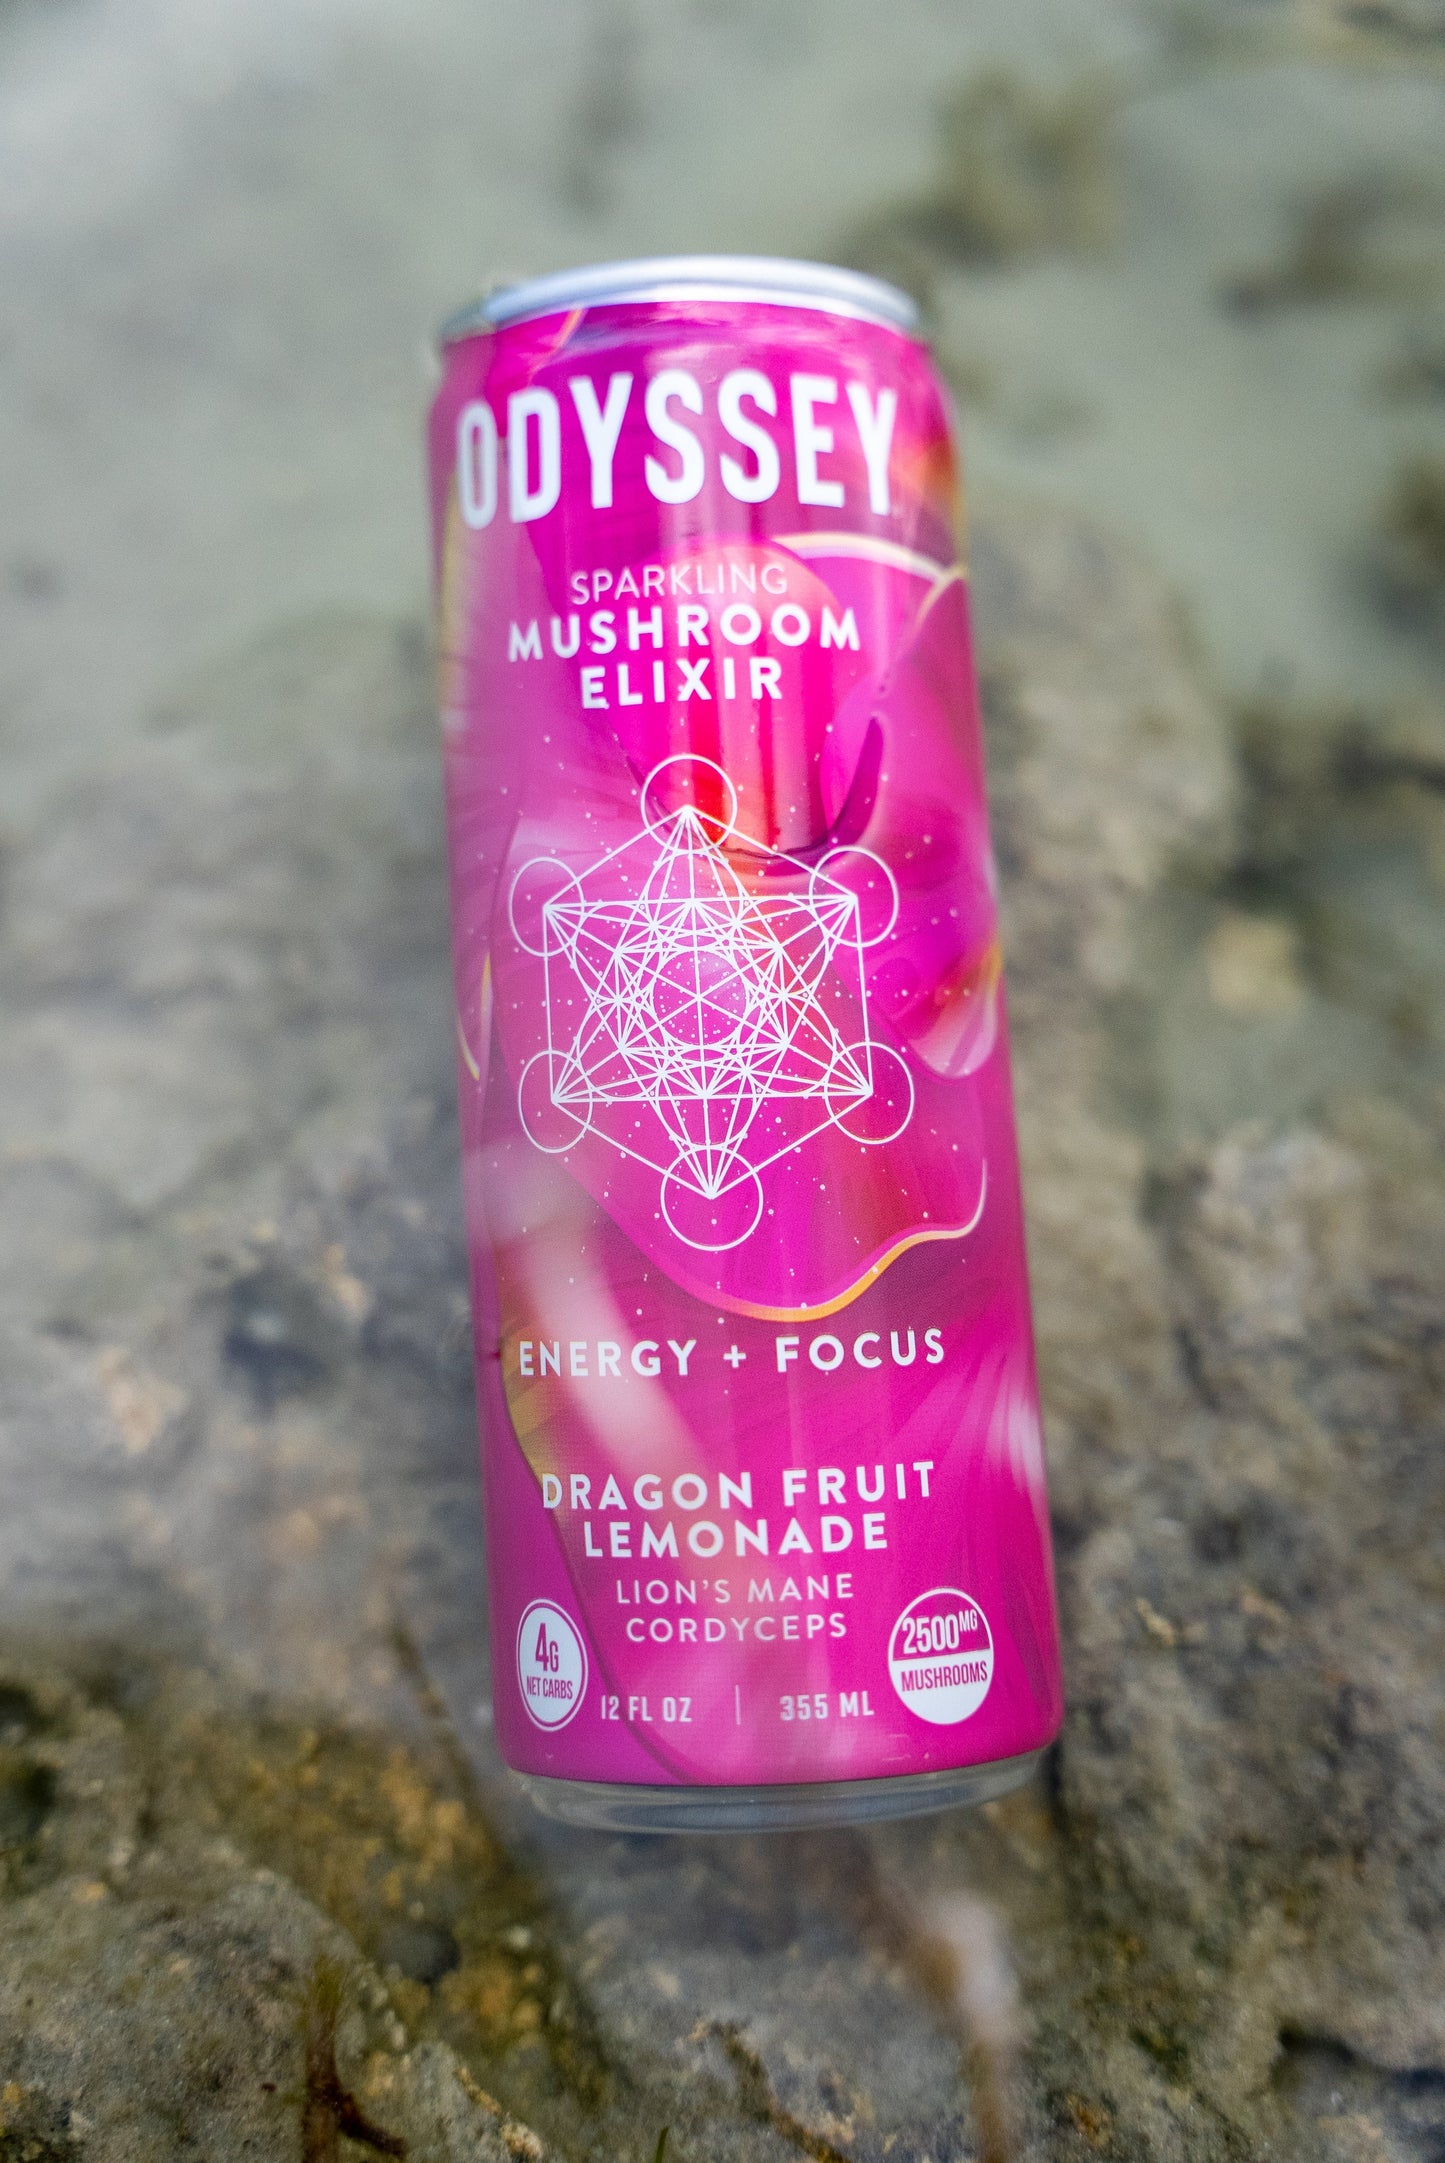 ODYSSEY
SPARKLING
MUSHROOM
ELIXIR
ENERGY + FOCUS
DRAGON FRUIT
LEMONADE
LION'S MANE
CORDYCEPS
4G
NET CARBS
12 FL OZ | 355 ML
2500MG
MUSHROOMS